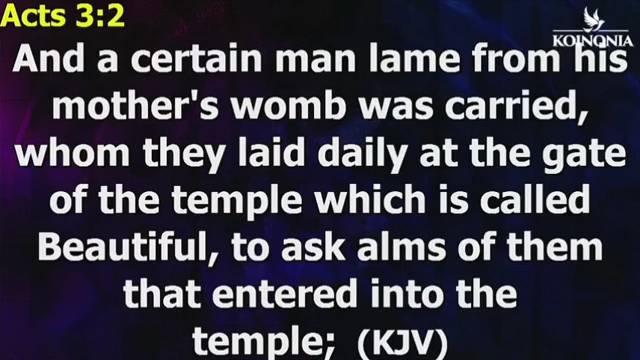 Acts 3:2
KOINONIA
And a certain man lame from his
mother's womb was carried,
whom they laid daily at the gate
of the temple which is called
Beautiful, to ask alms of them
that entered into the
temple; (KJV)